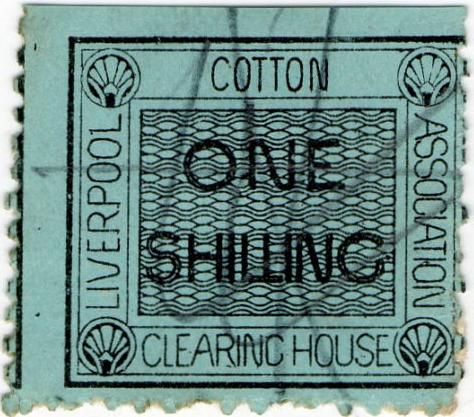 LIVERPOOL
COTTON
ASSOCIATION
ONE
SHILLING
CLEARING HOUSE